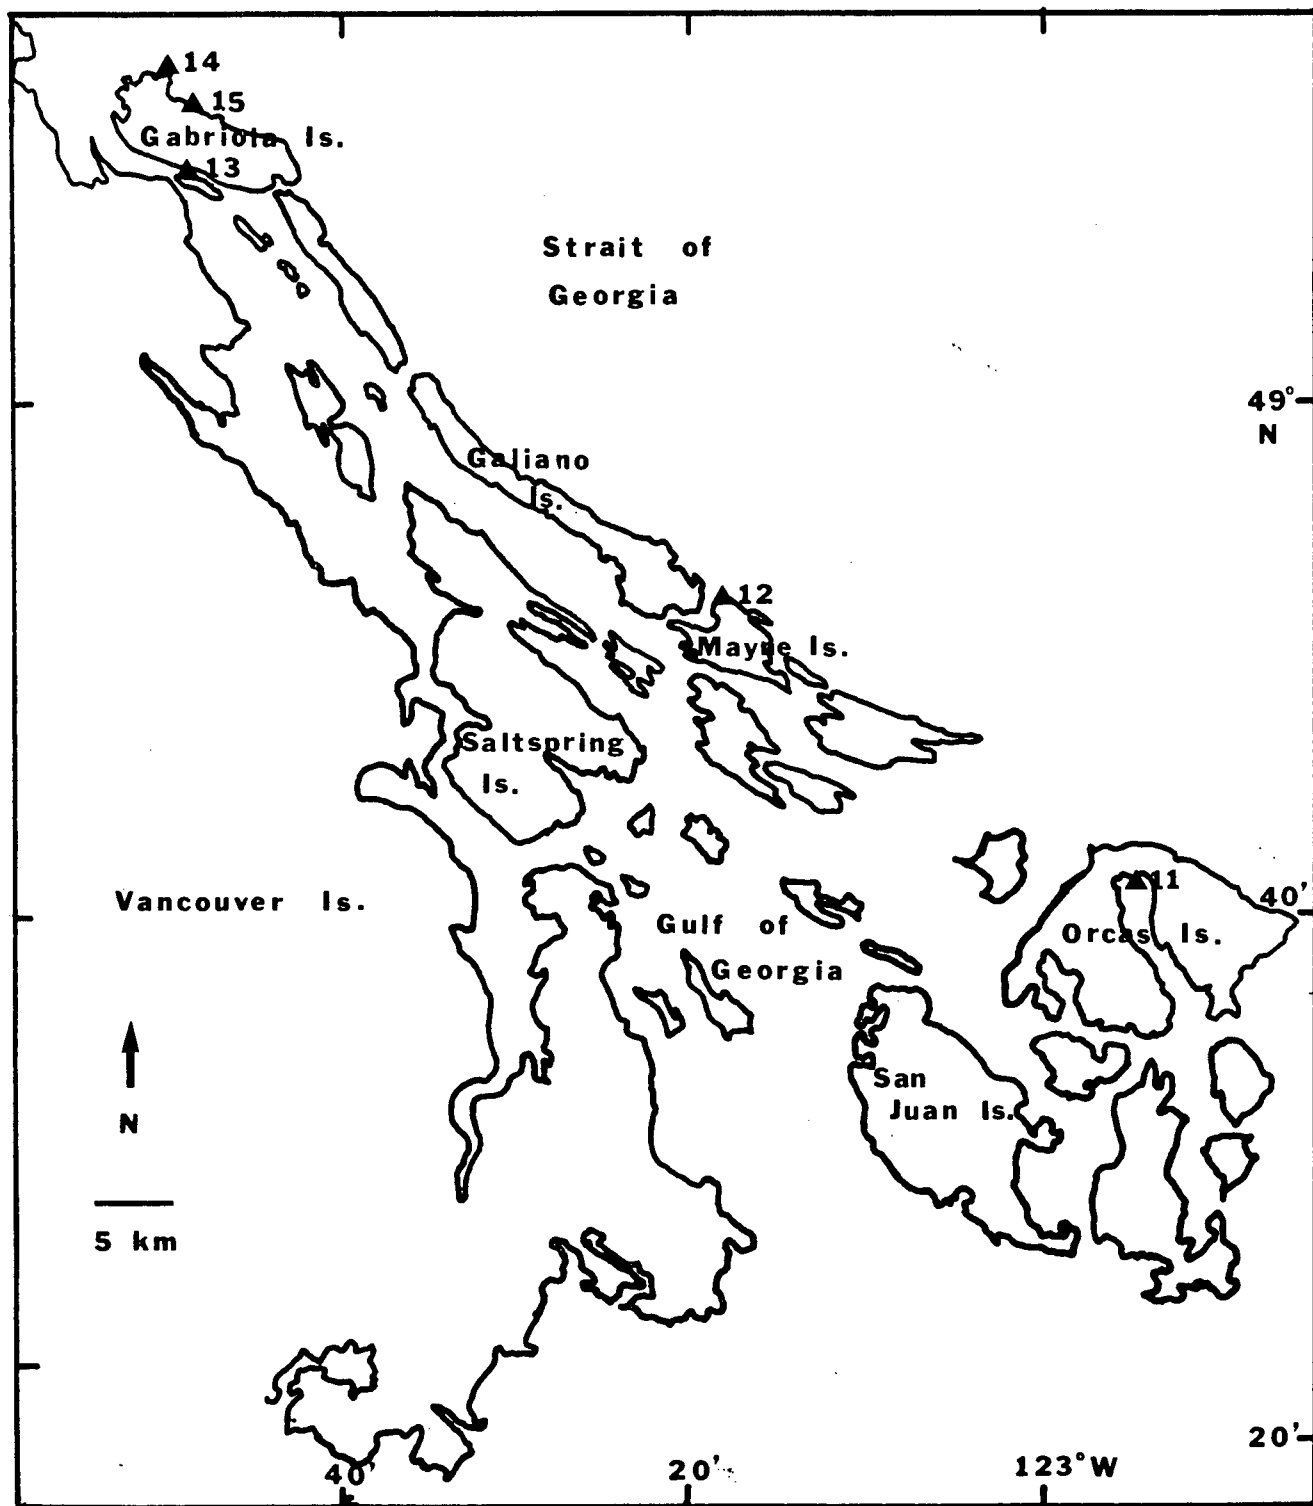 14
15
Gabriola Is.
13
Strait of
Georgia
49°
N
Galiano
Is.
12
Mayne Is.
Saltspring
Is.
11
40'
Vancouver Is.
Orcas Is.
Gulf of
Georgia
San
Juan Is.
N
5 km
20'
40'
20'
123°W